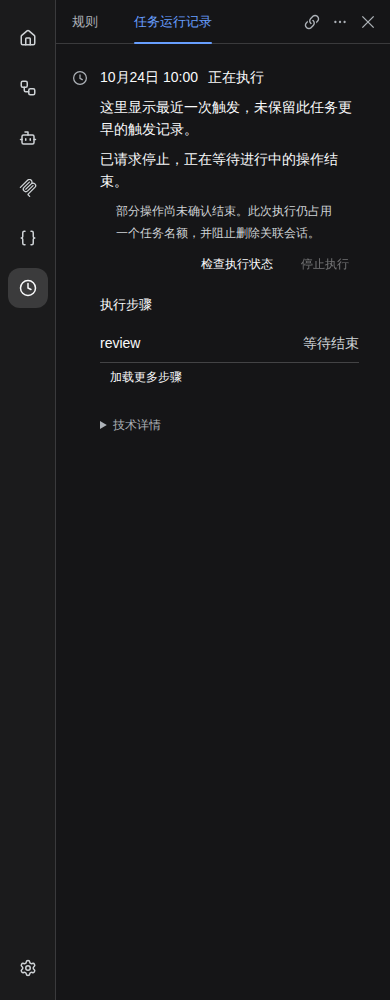 规则
任务运行记录
10月24日 10:00 正在执行
这里显示最近一次触发，未保留此任务更
早的触发记录。
已请求停止，正在等待进行中的操作结
束。
部分操作尚未确认结束。此次执行仍占用
一个任务名额，并阻止删除关联会话。
检查执行状态
停止执行
执行步骤
review
等待结束
加载更多步骤
技术详情